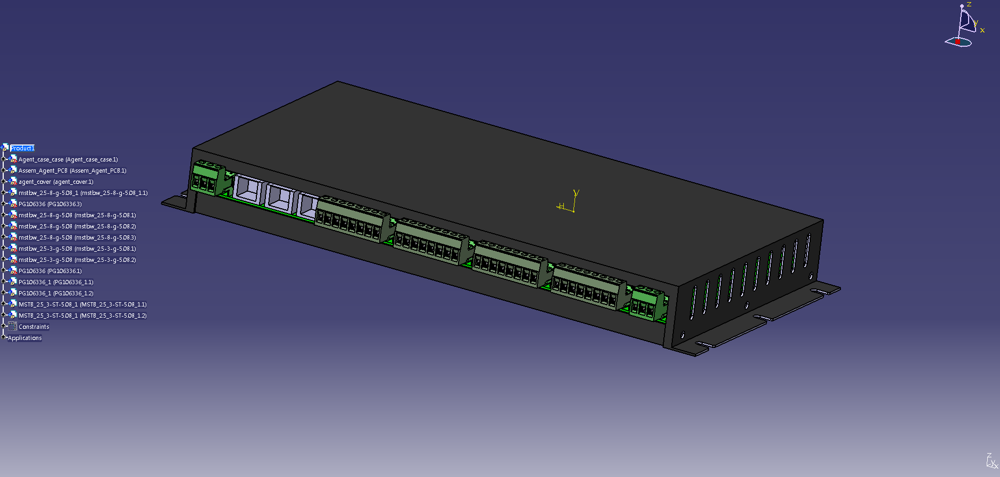 Z
y
x
Product1
Agent_case_case (Agent_case_case.1)
Assem_Agent_PCB (Assem_Agent_PCB.1)
agent_cover (agent_cover.1)
mstbw_2.5-8-g-5.08_1 (mstbw_2.5-8-g-5.08_1.1)
PG106336 (PG106336.3)
mstbw_2.5-8-g-5.08 (mstbw_2.5-8-g-5.08.1)
mstbw_2.5-8-g-5.08 (mstbw_2.5-8-g-5.08.2)
mstbw_2.5-8-g-5.08 (mstbw_2.5-8-g-5.08.3)
mstbw_2.5-3-g-5.08 (mstbw_2.5-3-g-5.08.1)
mstbw_2.5-3-g-5.08 (mstbw_2.5-3-g-5.08.2)
PG106336 (PG106336.1)
PG106336_1 (PG106336_1.1)
PG106336_1 (PG106336_1.2)
MSTB_2.5_3-ST-5.08_1 (MSTB_2.5_3-ST-5.08_1.1)
MSTB_2.5_3-ST-5.08_1 (MSTB_2.5_3-ST-5.08_1.2)
Constraints
Applications
y
H
Z
y
x